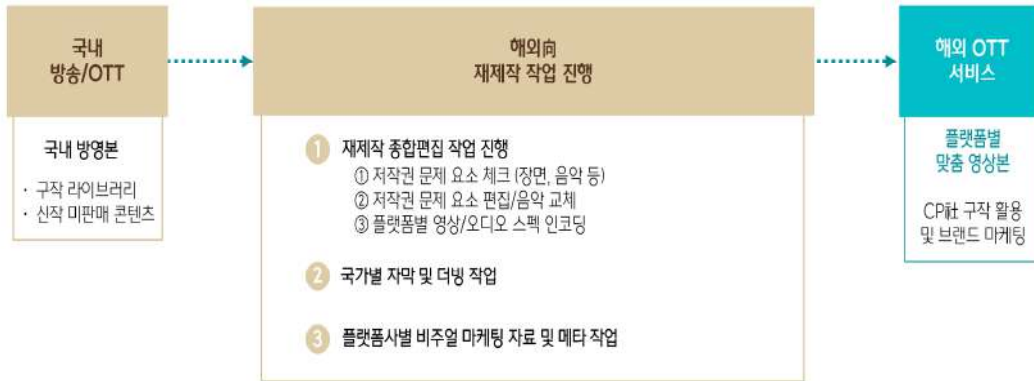 국내
방송/OTT
국내 방영본
· 구작 라이브러리
· 신작 미판매 콘텐츠
해외向
재제작 작업 진행
1 재제작 종합편집 작업 진행
① 저작권 문제 요소 체크 (장면, 음악 등)
② 저작권 문제 요소 편집/음악 교체
③ 플랫폼별 영상/오디오 스펙 인코딩
2 국가별 자막 및 더빙 작업
3 플랫폼사별 비주얼 마케팅 자료 및 메타 작업
해외 OTT
서비스
플랫폼별
맞춤 영상본
CP社 구작 활용
및 브랜드 마케팅